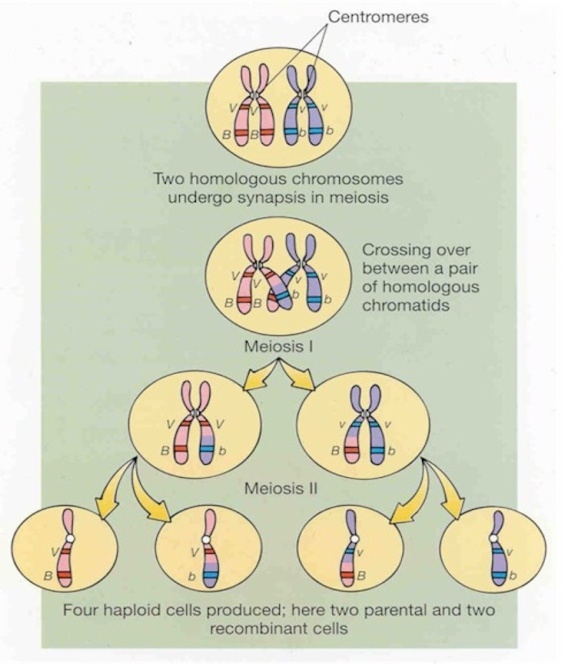 Centromeres
V V v v
B B b b
Two homologous chromosomes
undergo synapsis in meiosis
Crossing over
between a pair
of homologous
chromatids
V V v v
B B b b
Meiosis I
V V v v
B b B b
Meiosis II
V V v v
B b B b
Four haploid cells produced; here two parental and two
recombinant cells